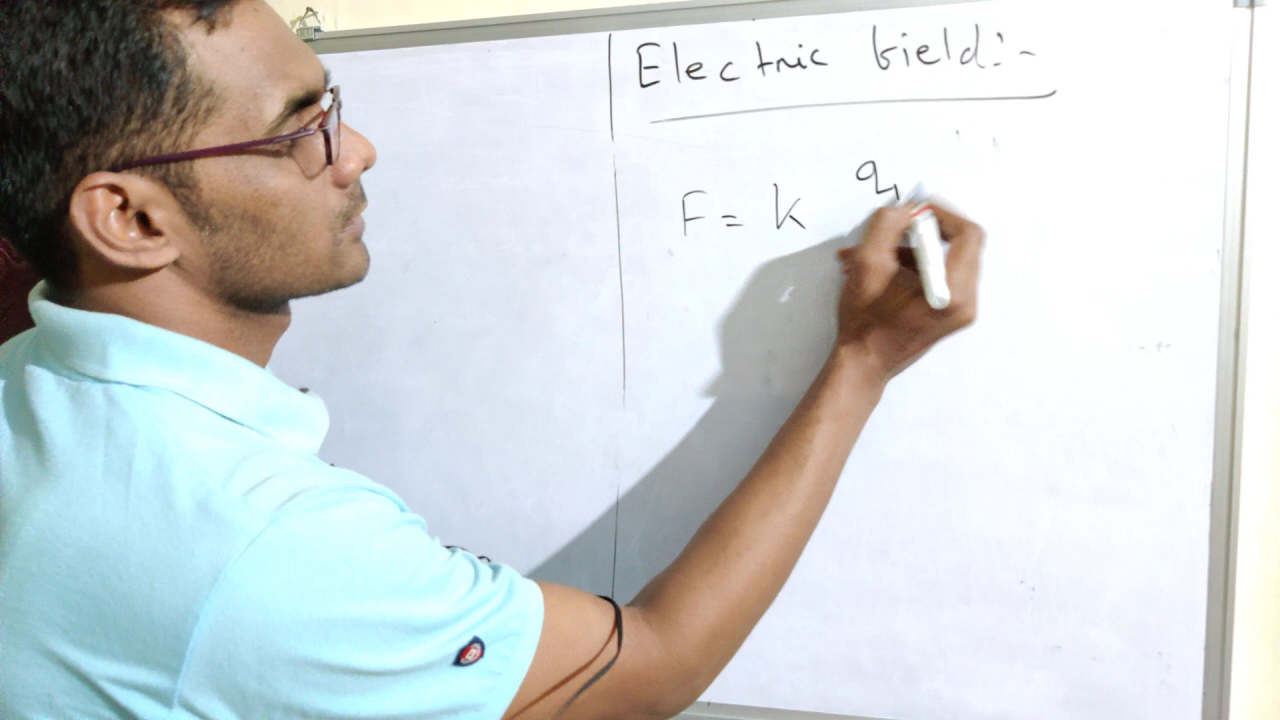 Electric field:-
F = k q1